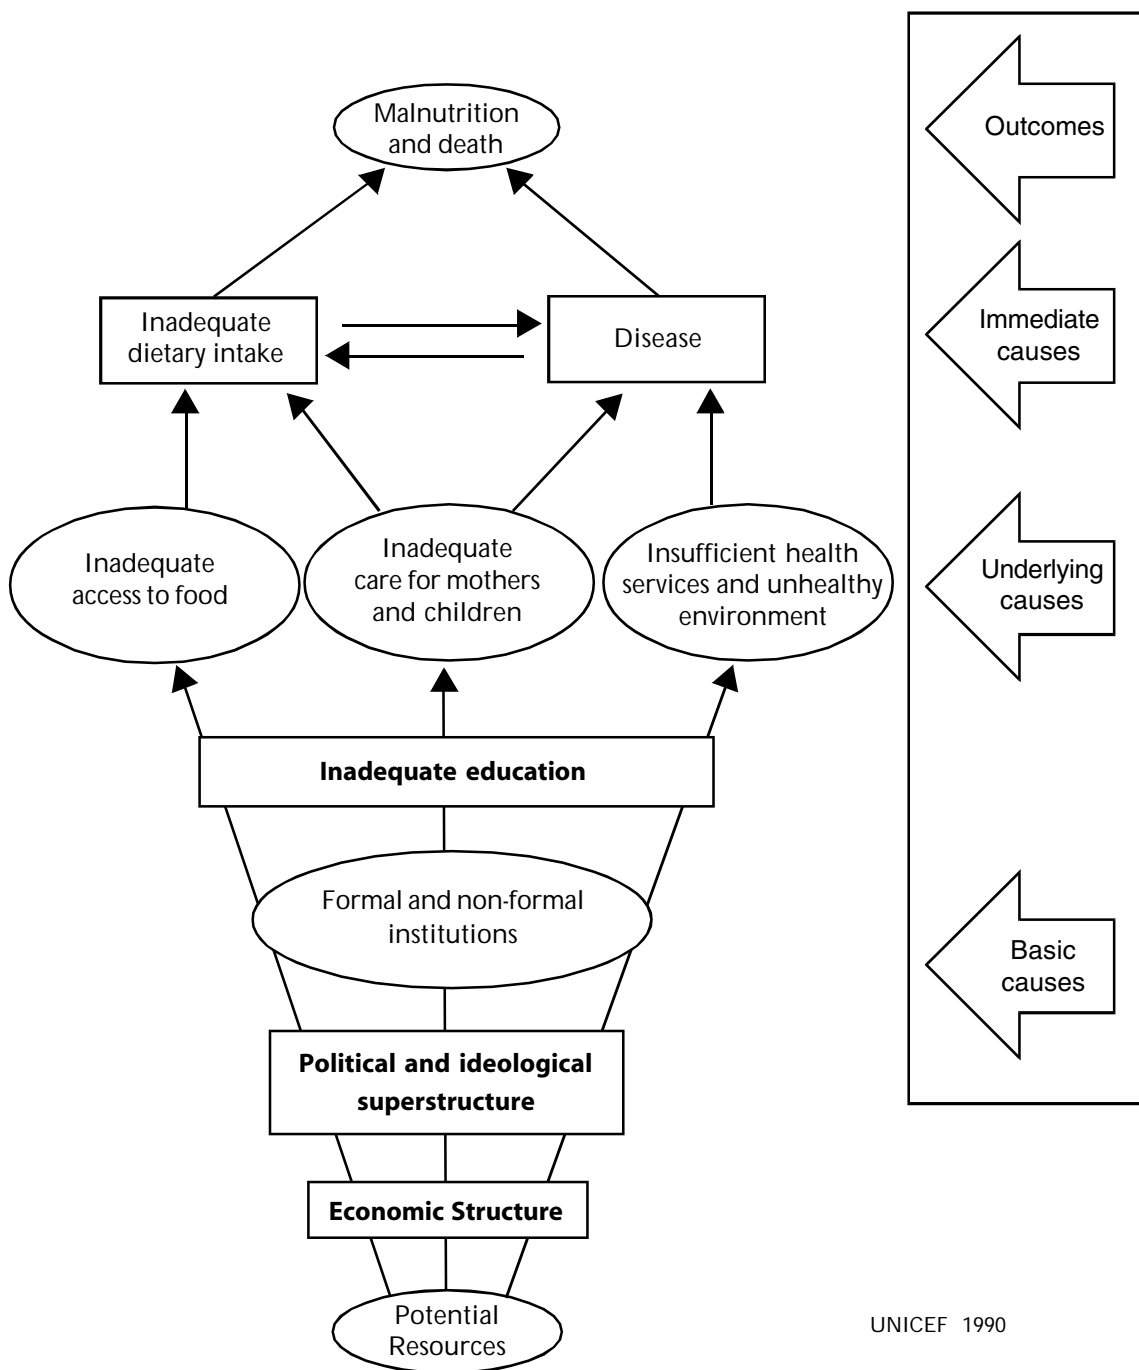 Malnutrition
and death
Outcomes
Inadequate
dietary intake
Disease
Immediate
causes
Inadequate
access to food
Inadequate
care for mothers
and children
Insufficient health
services and unhealthy
environment
Underlying
causes
Inadequate education
Formal and non-formal
institutions
Basic
causes
Political and ideological
superstructure
Economic Structure
Potential
Resources
UNICEF 1990